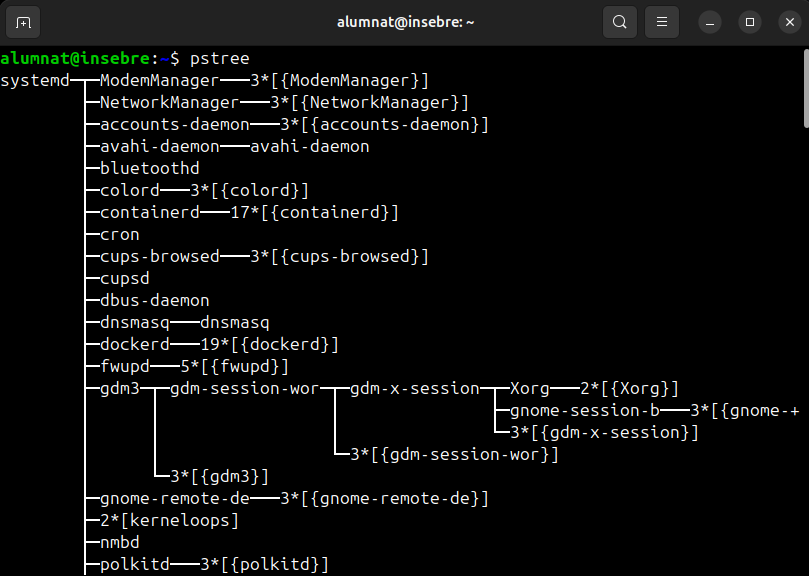 alumnat@insebre: ~
alumnat@insebre:~$ pstree
systemd─┬─ModemManager───3*[{ModemManager}]
        ├─NetworkManager───3*[{NetworkManager}]
        ├─accounts-daemon───3*[{accounts-daemon}]
        ├─avahi-daemon───avahi-daemon
        ├─bluetoothd
        ├─colord───3*[{colord}]
        ├─containerd───17*[{containerd}]
        ├─cron
        ├─cups-browsed───3*[{cups-browsed}]
        ├─cupsd
        ├─dbus-daemon
        ├─dnsmasq───dnsmasq
        ├─dockerd───19*[{dockerd}]
        ├─fwupd───5*[{fwupd}]
        ├─gdm3─┬─gdm-session-wor─┬─gdm-x-session─┬─Xorg───2*[{Xorg}]
        │      │                 │               ├─gnome-session-b───3*[{gnome-+
        │      │                 │               └─3*[{gdm-x-session}]
        │      │                 └─3*[{gdm-session-wor}]
        │      └─3*[{gdm3}]
        ├─gnome-remote-de───3*[{gnome-remote-de}]
        ├─2*[kerneloops]
        ├─nmbd
        ├─polkitd───3*[{polkitd}]